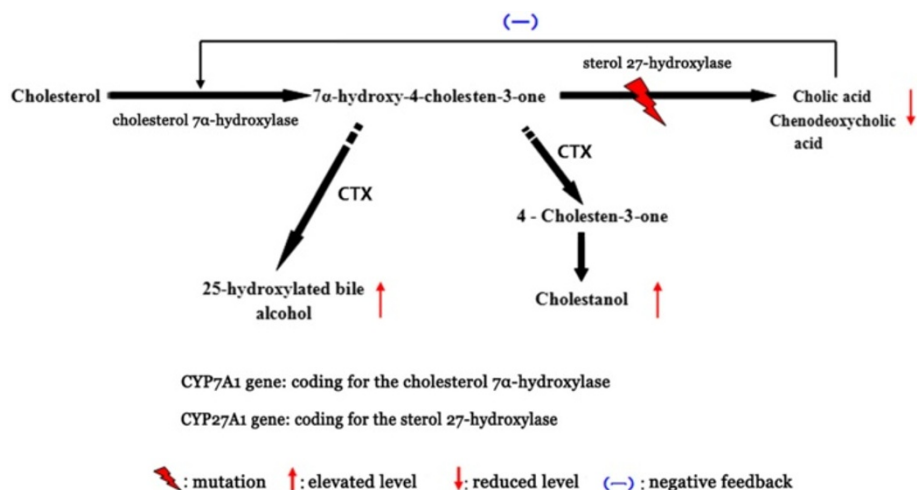 (—)
sterol 27-hydroxylase
Cholesterol
7α-hydroxy-4-cholesten-3-one
Cholic acid
Chenodeoxycholic
acid
cholesterol 7α-hydroxylase
CTX
CTX
4 - Cholesten-3-one
25-hydroxylated bile
alcohol
Cholestanol
CYP7A1 gene: coding for the cholesterol 7α-hydroxylase
CYP27A1 gene: coding for the sterol 27-hydroxylase
: mutation
: elevated level
: reduced level
(—) : negative feedback